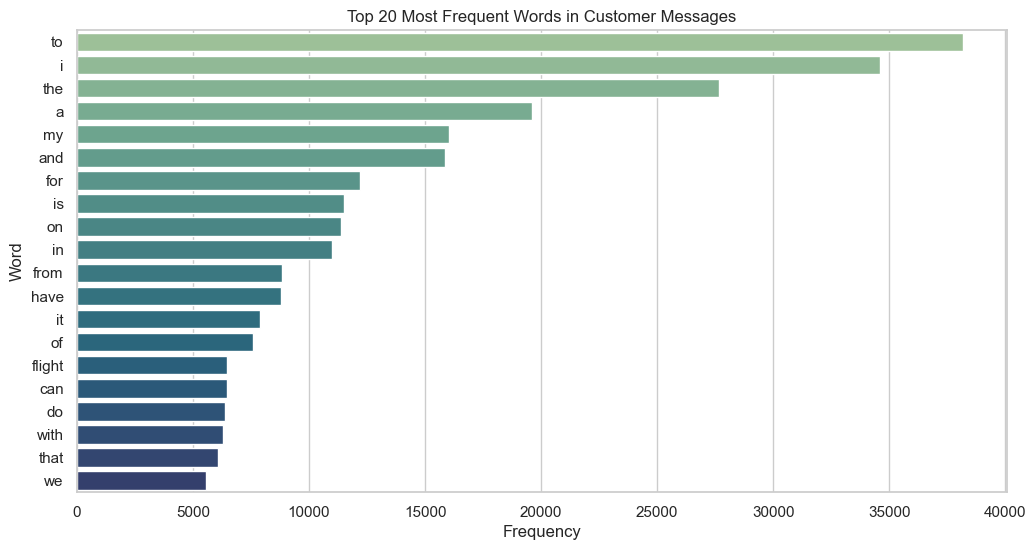 Top 20 Most Frequent Words in Customer Messages
Word
to
i
the
a
my
and
for
is
on
in
from
have
it
of
flight
can
do
with
that
we
0 5000 10000 15000 20000 25000 30000 35000 40000
Frequency